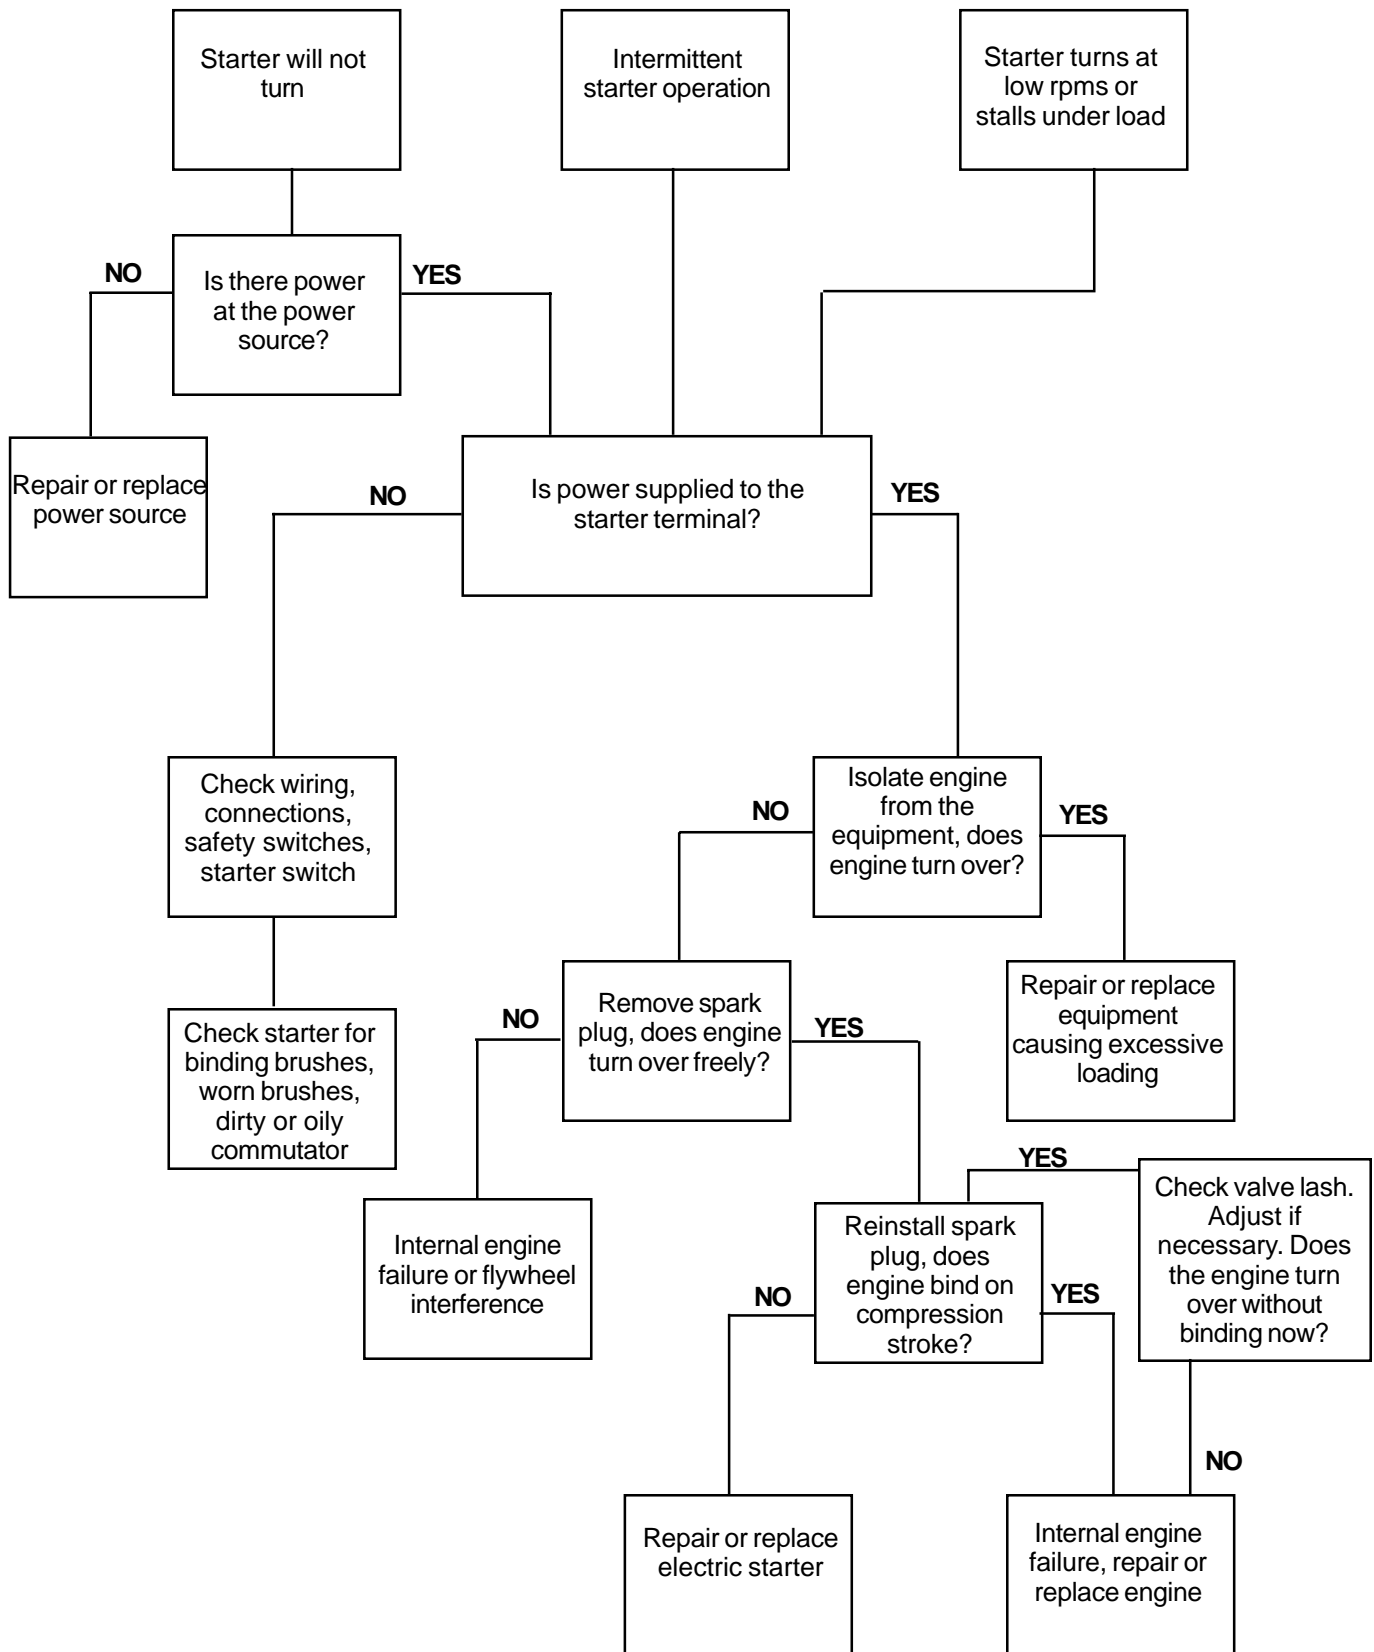 Starter will not
turn
Intermittent
starter operation
Starter turns at
low rpms or
stalls under load
NO
Is there power
at the power
source?
YES
Repair or replace
power source
NO
Is power supplied to the
starter terminal?
YES
Check wiring,
connections,
safety switches,
starter switch
NO
Isolate engine
from the
equipment, does
engine turn over?
YES
Check starter for
binding brushes,
worn brushes,
dirty or oily
commutator
NO
Remove spark
plug, does engine
turn over freely?
YES
Repair or replace
equipment
causing excessive
loading
Internal engine
failure or flywheel
interference
NO
Reinstall spark
plug, does
engine bind on
compression
stroke?
YES
YES
Check valve lash.
Adjust if
necessary. Does
the engine turn
over without
binding now?
NO
Repair or replace
electric starter
Internal engine
failure, repair or
replace engine